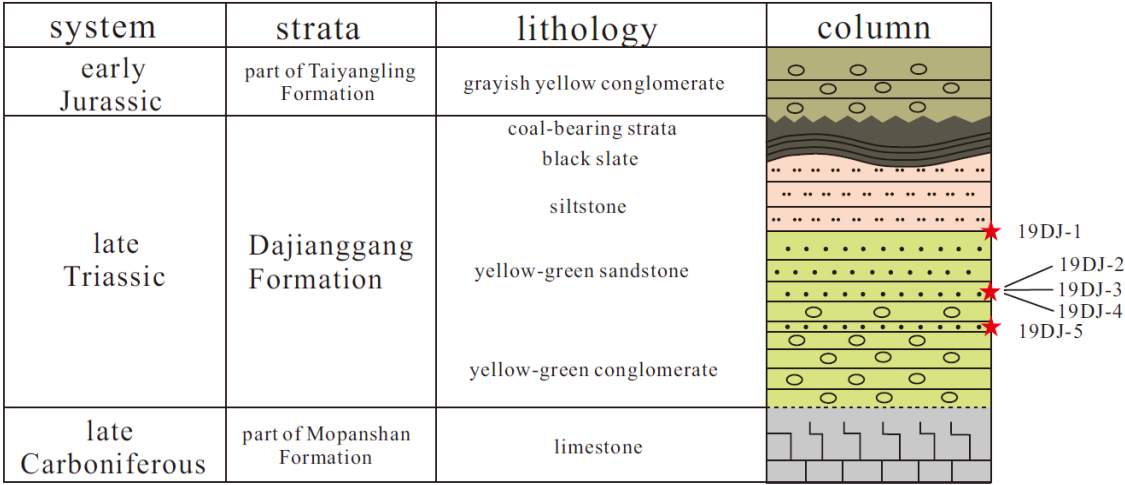 system strata lithology column
early
Jurassic
part of Taiyangling
Formation
grayish yellow conglomerate
late
Triassic
Dajianggang
Formation
coal-bearing strata
black slate
siltstone
yellow-green sandstone
yellow-green conglomerate
19DJ-1
19DJ-2
19DJ-3
19DJ-4
19DJ-5
late
Carboniferous
part of Mopanshan
Formation
limestone